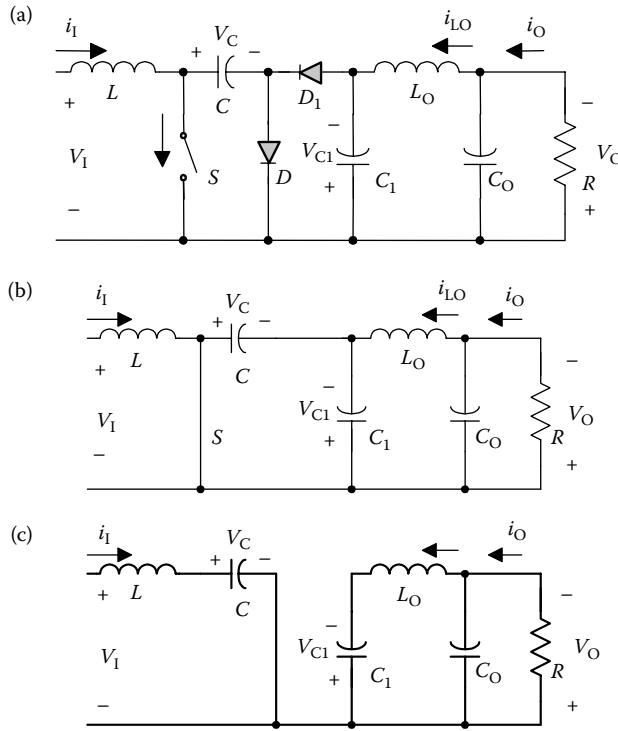 (a)
i_I
V_C
i_LO
i_O
+ −
+
L
C
D_1
L_O
−
−
V_I
S
D
V_C1
C_1
C_O
R
V_O
−
+
+
(b)
i_I
V_C
i_LO
i_O
+ −
+
L
C
L_O
−
−
V_I
S
V_C1
C_1
C_O
R
V_O
−
+
+
(c)
i_I
V_C
i_O
+ −
+
L
C
L_O
−
−
V_I
V_C1
C_1
C_O
R
V_O
−
+
+